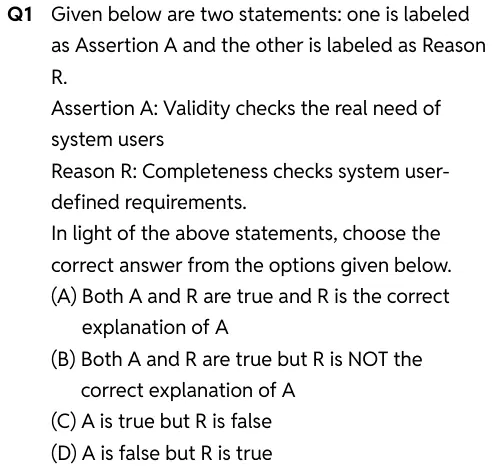 Q1 Given below are two statements: one is labeled
as Assertion A and the other is labeled as Reason
R.
Assertion A: Validity checks the real need of
system users
Reason R: Completeness checks system user-
defined requirements.
In light of the above statements, choose the
correct answer from the options given below.
(A) Both A and R are true and R is the correct
explanation of A
(B) Both A and R are true but R is NOT the
correct explanation of A
(C) A is true but R is false
(D) A is false but R is true